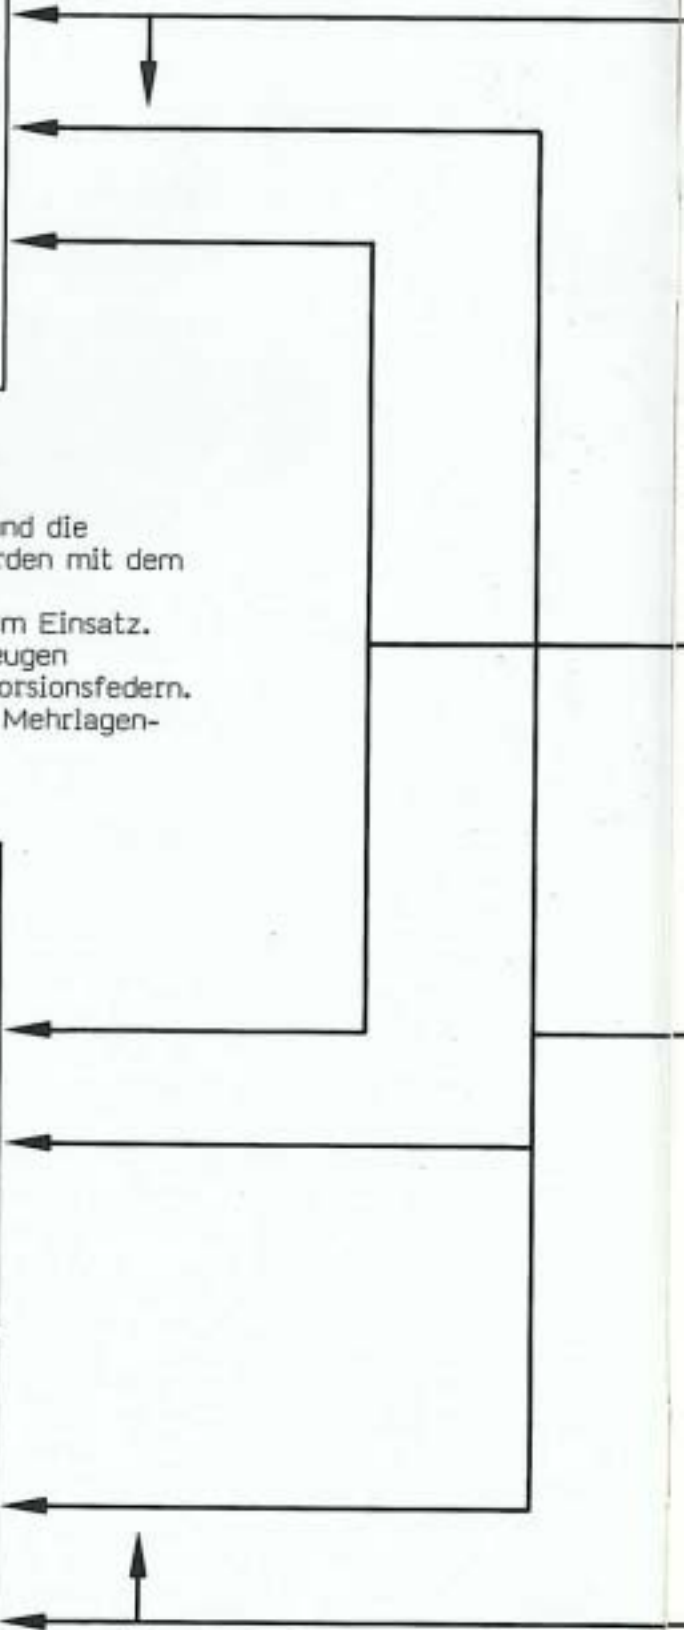 nd die
rden mit dem
m Einsatz.
eugen
orsionsfedern.
Mehrlagen-